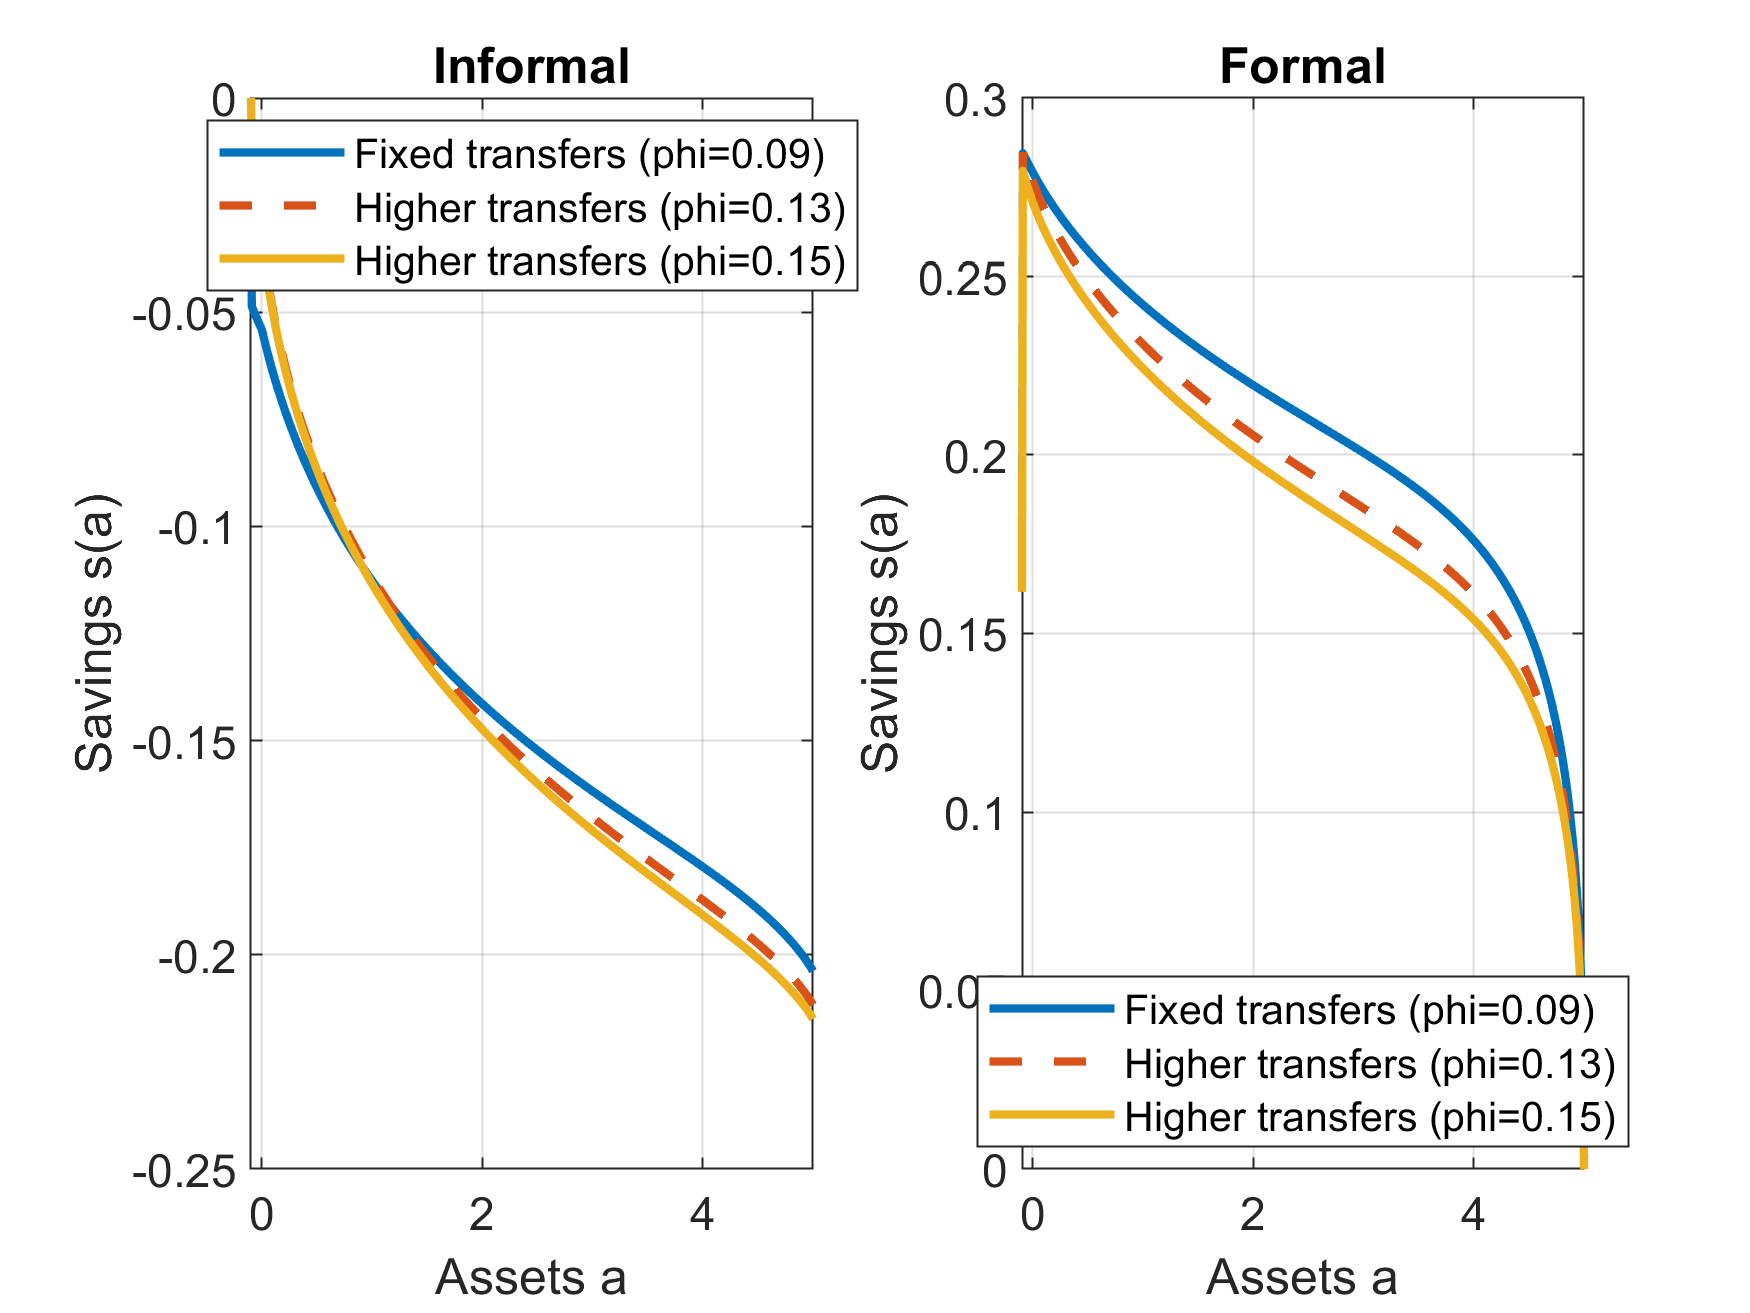 Informal
0
-0.05
-0.1
-0.15
-0.2
-0.25
Savings s(a)
Fixed transfers (phi=0.09)
Higher transfers (phi=0.13)
Higher transfers (phi=0.15)
0 2 4
Assets a
Formal
0.3
0.25
0.2
0.15
0.1
0
Savings s(a)
Fixed transfers (phi=0.09)
Higher transfers (phi=0.13)
Higher transfers (phi=0.15)
0 2 4
Assets a